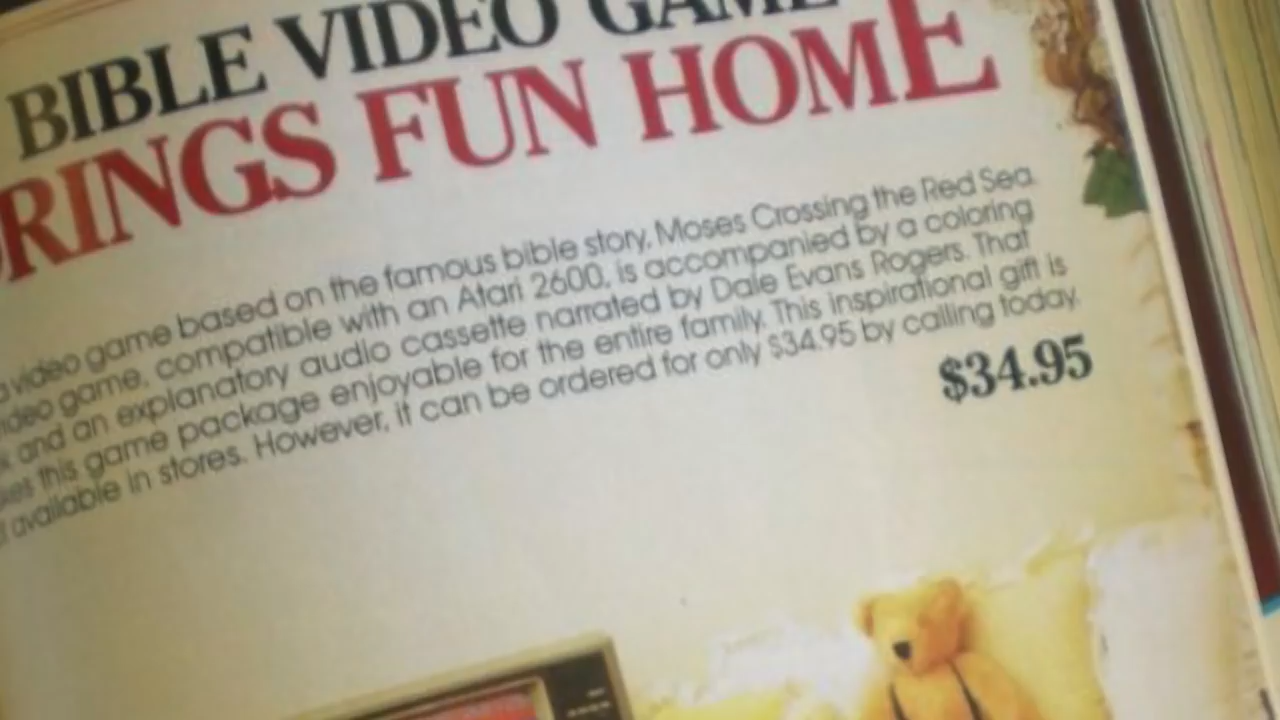 BIBLE VIDEO GAME
RINGS FUN HOME
video game based on the famous bible story, Moses Crossing the Red Sea.
video game, compatible with an Atari 2600, is accompanied by a coloring
and an explanatory audio cassette narrated by Dale Evans Rogers. That
this game package enjoyable for the entire family. This inspirational gift is
available in stores. However, it can be ordered for only $34.95 by calling today.
$34.95